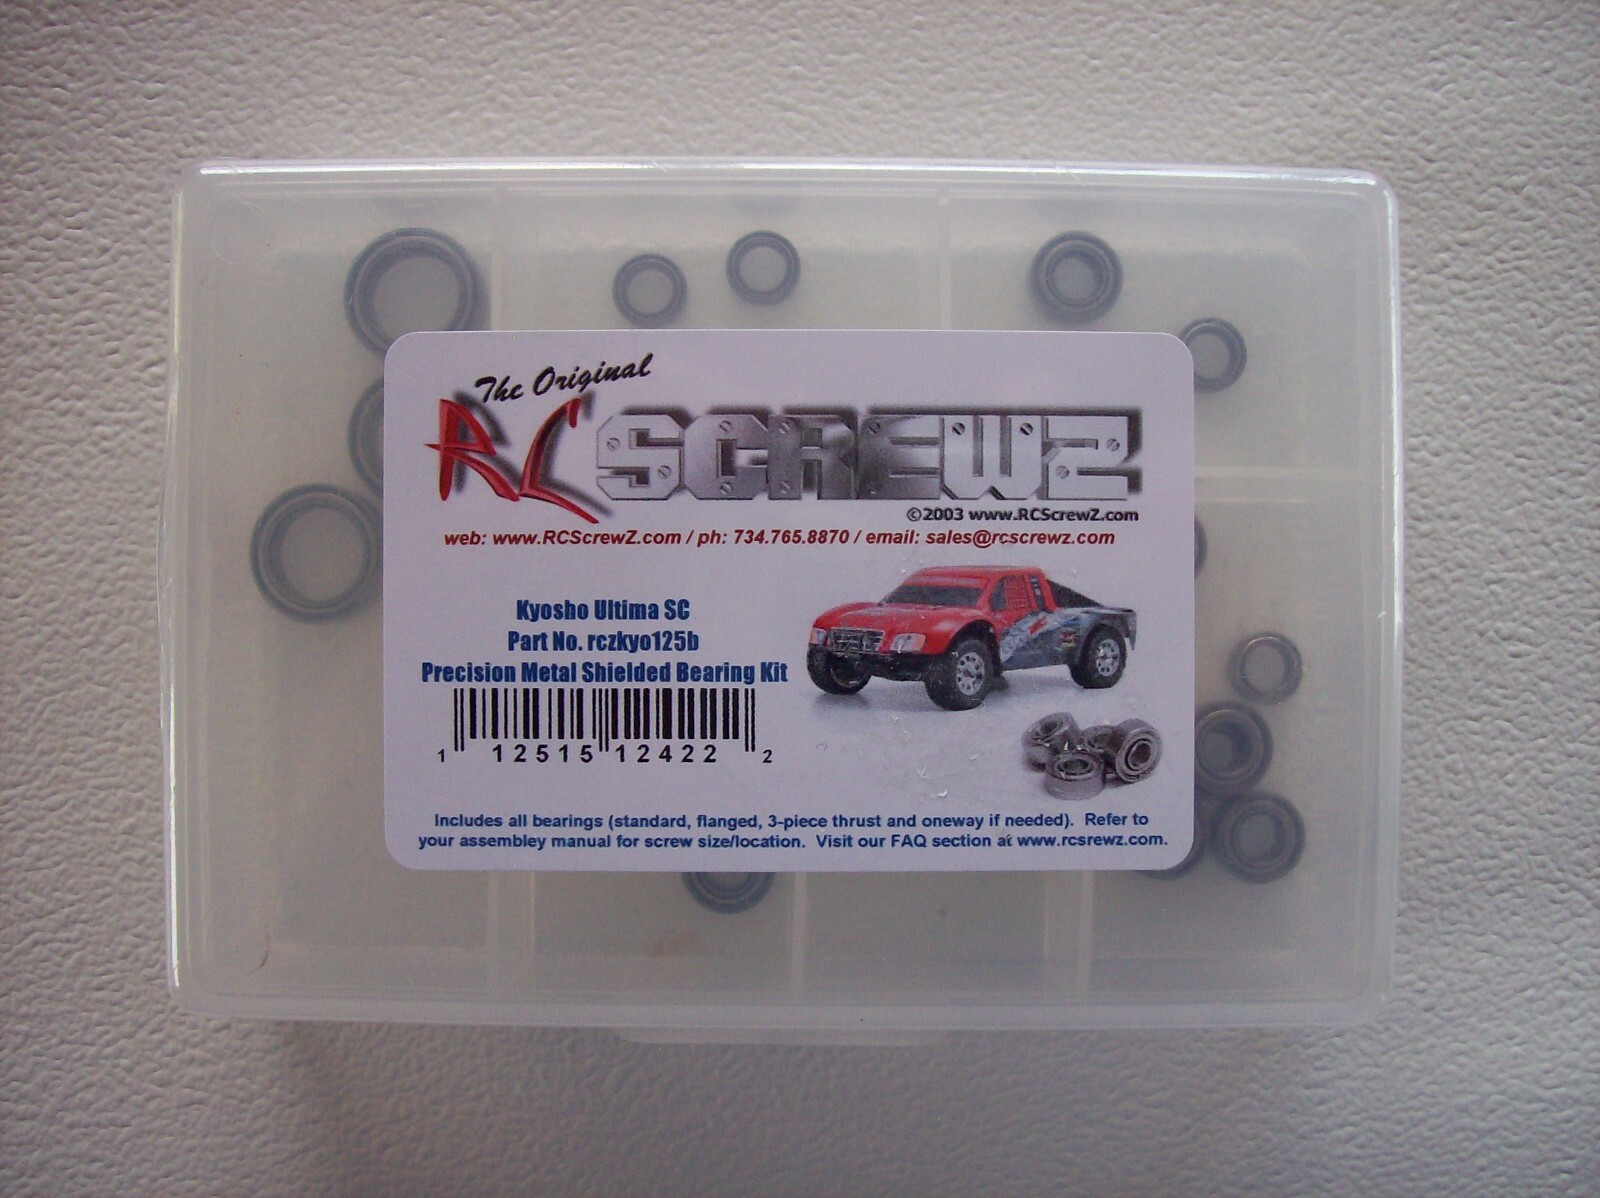 The Original
RC SCREWZ
©2003 www.RCScrewZ.com
web: www.RCScrewZ.com / ph: 734.765.8870 / email: sales@rcscrewz.com
Kyosho Ultima SC
Part No. rczkyo125b
Precision Metal Shielded Bearing Kit
1 12515 12422 2
Includes all bearings (standard, flanged, 3-piece thrust and oneway if needed). Refer to
your assembley manual for screw size/location. Visit our FAQ section at www.rcsrewz.com.